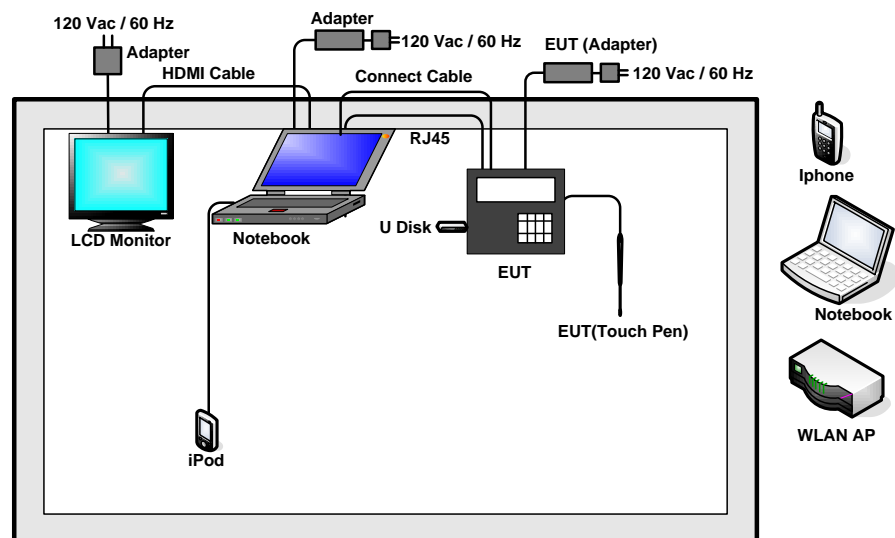 120 Vac / 60 Hz
Adapter
Adapter
120 Vac / 60 Hz
EUT (Adapter)
120 Vac / 60 Hz
HDMI Cable
Connect Cable
RJ45
LCD Monitor
Notebook
U Disk
EUT
EUT(Touch Pen)
iPod
Iphone
Notebook
WLAN AP